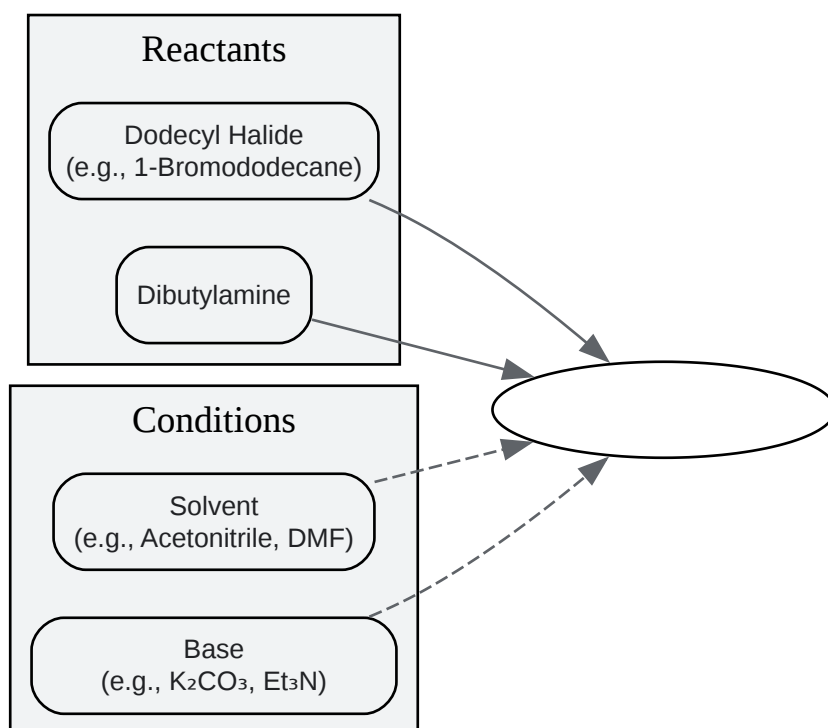 Reactants
Dodecyl Halide
(e.g., 1-Bromododecane)
Dibutylamine
Conditions
Solvent
(e.g., Acetonitrile, DMF)
Base
(e.g., K₂CO₃, Et₃N)